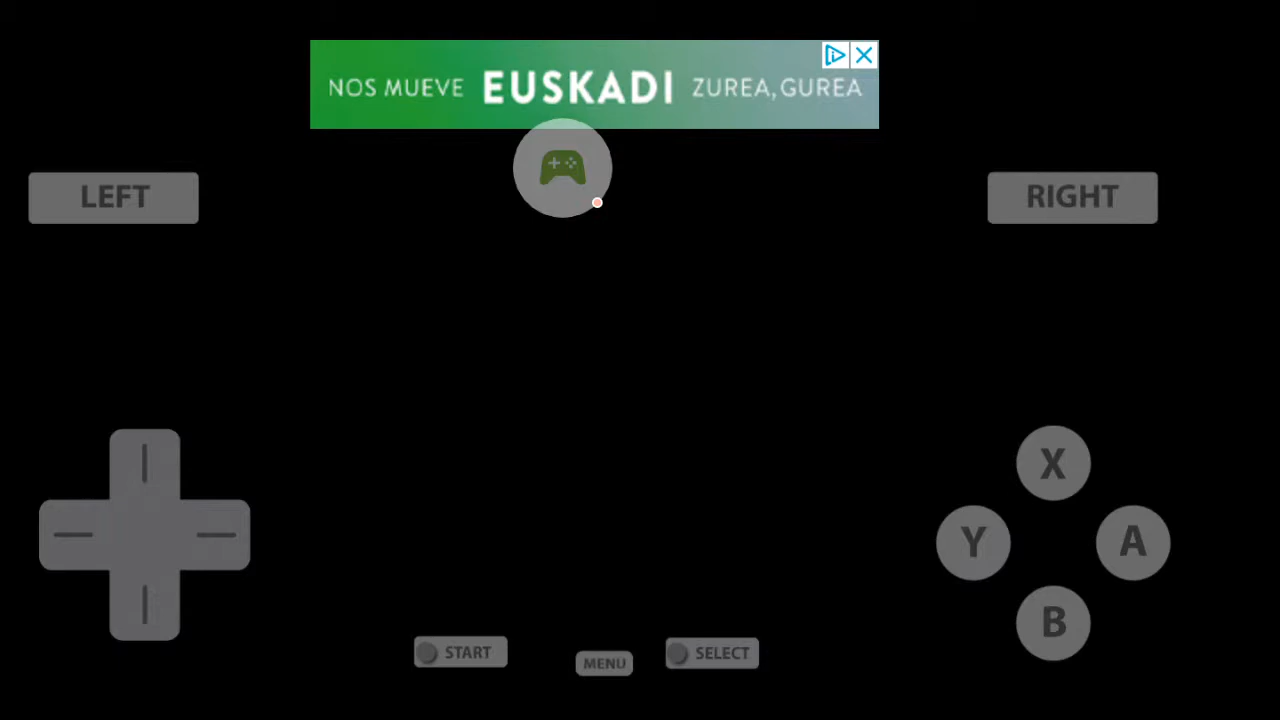 NOS MUEVE EUSKADI ZUREA, GUREA
LEFT
RIGHT
X
Y
A
B
START
MENU
SELECT